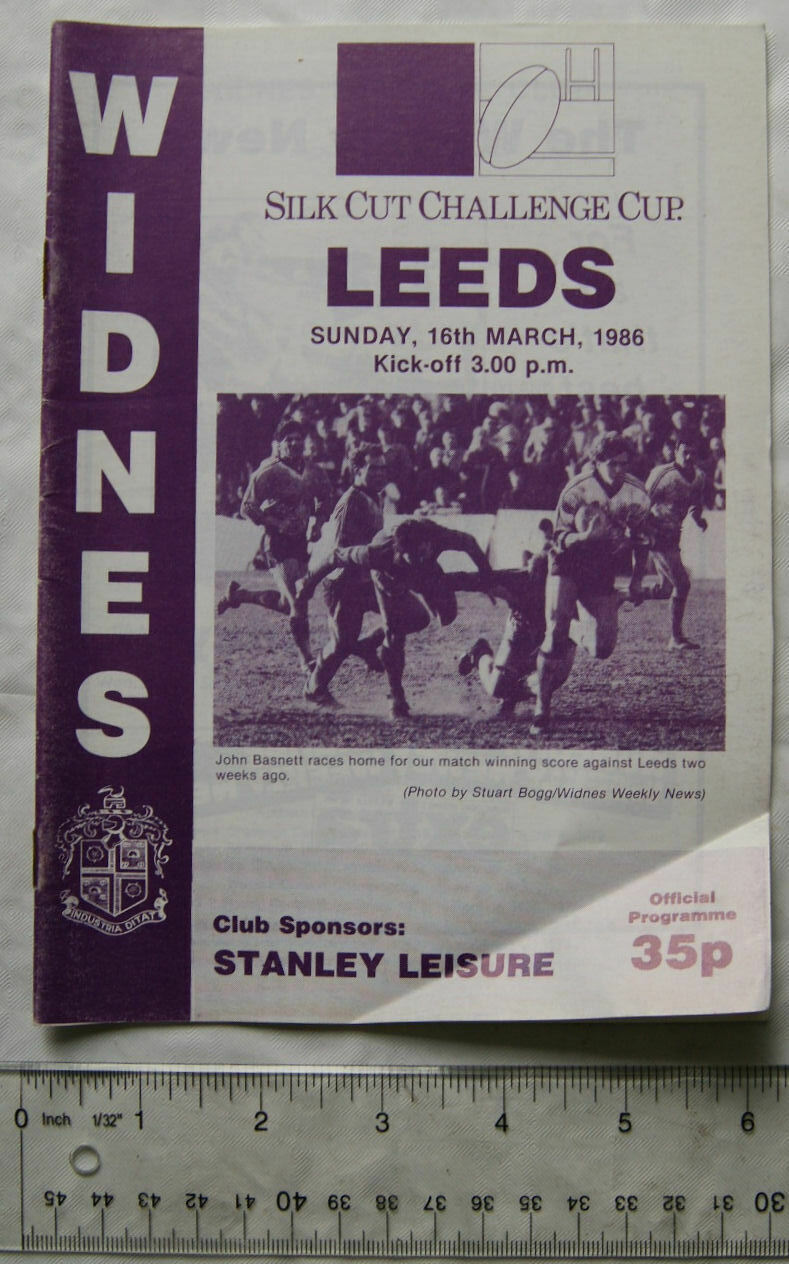 WIDNES
SILK CUT CHALLENGE CUP.
LEEDS
SUNDAY, 16th MARCH, 1986
Kick-off 3.00 p.m.
John Basnett races home for our match winning score against Leeds two
weeks ago.
(Photo by Stuart Bogg/Widnes Weekly News)
INDUSTRIA DITAT
Club Sponsors:
STANLEY LEISURE
Official
Programme
35p
0 Inch 1/32" 1 2 3 4 5 6
45 44 43 42 41 40 39 38 37 36 35 34 33 32 31 30